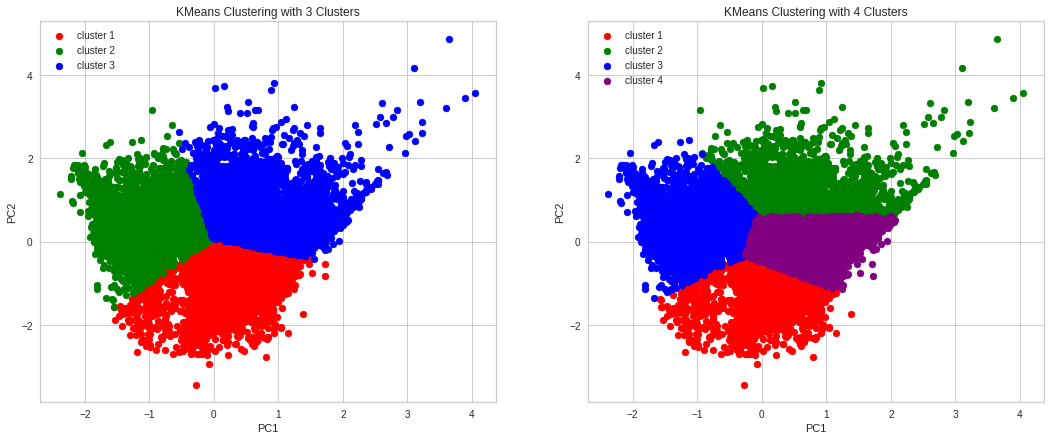 KMeans Clustering with 3 Clusters
cluster 1
cluster 2
cluster 3
4
2
0
−2
PC2
−2
−1
0
1
2
3
4
PC1
KMeans Clustering with 4 Clusters
cluster 1
cluster 2
cluster 3
cluster 4
4
2
0
−2
PC2
−2
−1
0
1
2
3
4
PC1